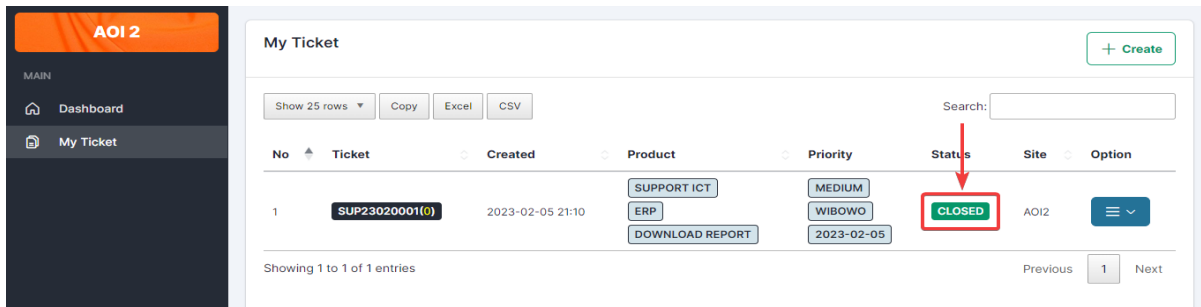 AOI 2
MAIN
Dashboard
My Ticket
My Ticket
+ Create
Show 25 rows
Copy
Excel
CSV
Search:
No Ticket Created Product Priority Status Site Option
1 SUP23020001(0) 2023-02-05 21:10 SUPPORT ICT MEDIUM CLOSED AOI2
ERP WIBOWO
DOWNLOAD REPORT 2023-02-05
Showing 1 to 1 of 1 entries
Previous 1 Next